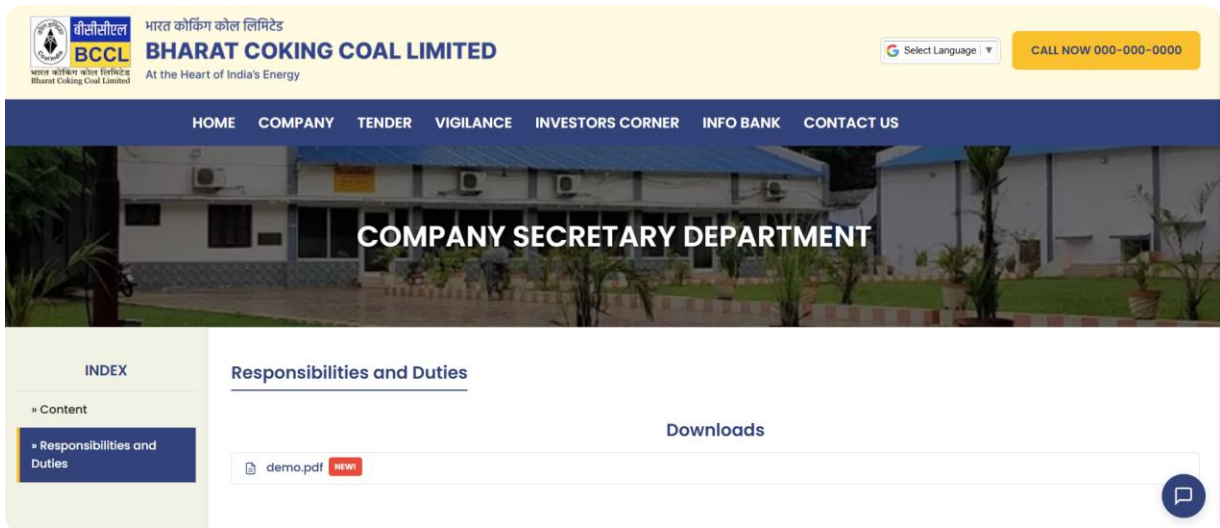 बीसीसीएल
BCCL
भारत कोकिंग कोल लिमिटेड
Bharat Coking Coal Limited
भारत कोकिंग कोल लिमिटेड
BHARAT COKING COAL LIMITED
At the Heart of India's Energy
Select Language ▼
CALL NOW 000-000-0000
HOME COMPANY TENDER VIGILANCE INVESTORS CORNER INFO BANK CONTACT US
COMPANY SECRETARY DEPARTMENT
INDEX
» Content
» Responsibilities and
Duties
Responsibilities and Duties
Downloads
demo.pdf NEW!